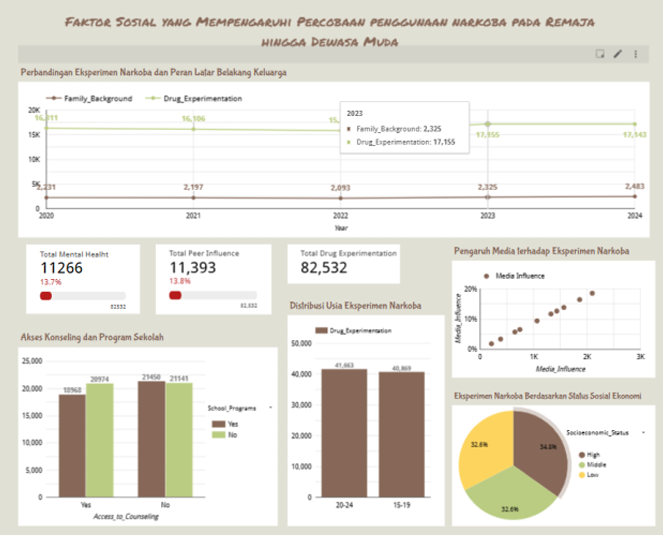 Faktor Sosial yang Mempengaruhi Percobaan penggunaan narkoba pada Remaja
hingga Dewasa Muda
Perbandingan Eksperimen Narkoba dan Peran Latar Belakang Keluarga
Family_Background
Drug_Experimentation
20K
15K
10K
5K
0
16,106
17,155
17,143
2,231
2,197
2,093
2,325
2,483
2023
Family_Background: 2,325
Drug_Experimentation: 17,155
2020
2021
2022
2023
2024
Year
Total Mental Healht
11266
13.7%
82532
Total Peer Influence
11,393
13.8%
82,532
Total Drug Experimentation
82,532
Pengaruh Media terhadap Eksperimen Narkoba
Media Influence
20%
10%
0%
Media_Influence
0
1K
2K
3K
Media_Influence
Akses Konseling dan Program Sekolah
25,000
20,000
15,000
10,000
5,000
0
18968
20974
21450
21141
School_Programs
Yes
No
Yes
No
Access_to_Counseling
Distribusi Usia Eksperimen Narkoba
Drug_Experimentation
50,000
40,000
30,000
20,000
10,000
0
41,663
40,869
20-24
15-19
Eksperimen Narkoba Berdasarkan Status Sosial Ekonomi
Socioeconomic_Status
High
Middle
Low
32.6%
34.8%
32.6%